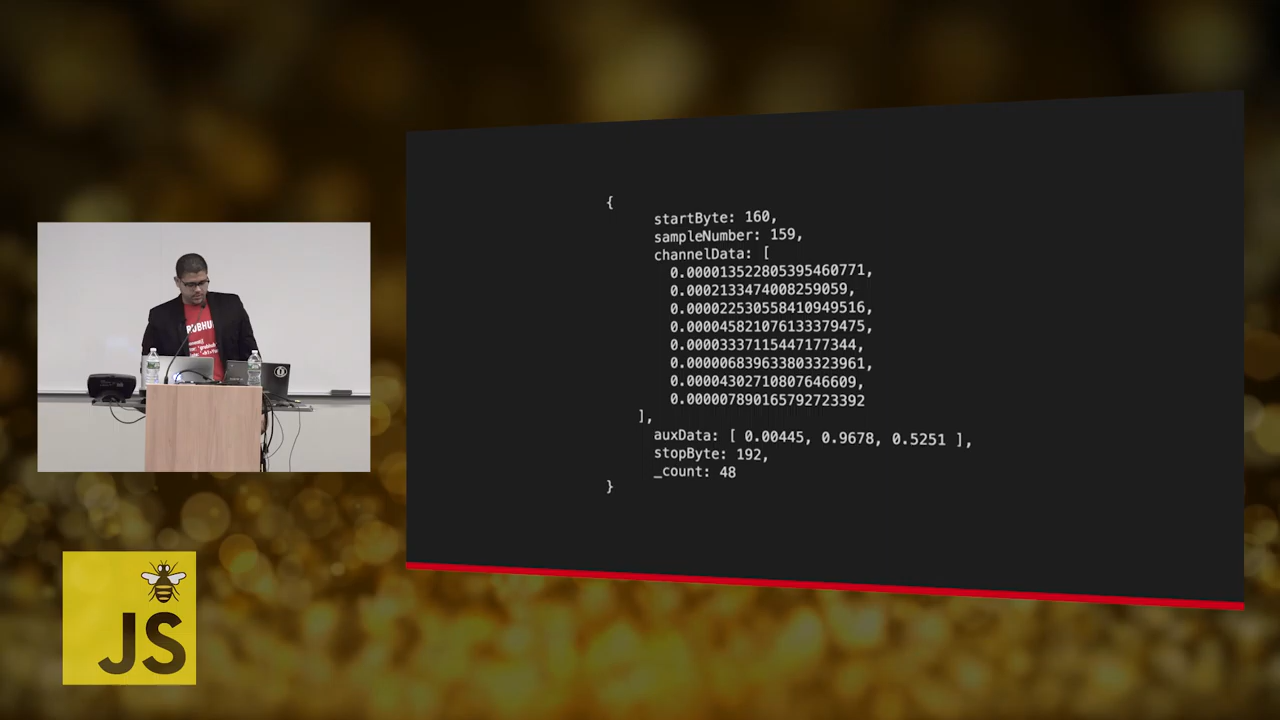 {
startByte: 160,
sampleNumber: 159,
channelData: [
0.000013522805395460771,
0.0002133474008259059,
0.000022530558410949516,
0.000045821076133379475,
0.00003337115447177344,
0.000006839633803323961,
0.00004302710807646609,
0.000007890165792723392
],
auxData: [ 0.00445, 0.9678, 0.5251 ],
stopByte: 192,
_count: 48
}
JS